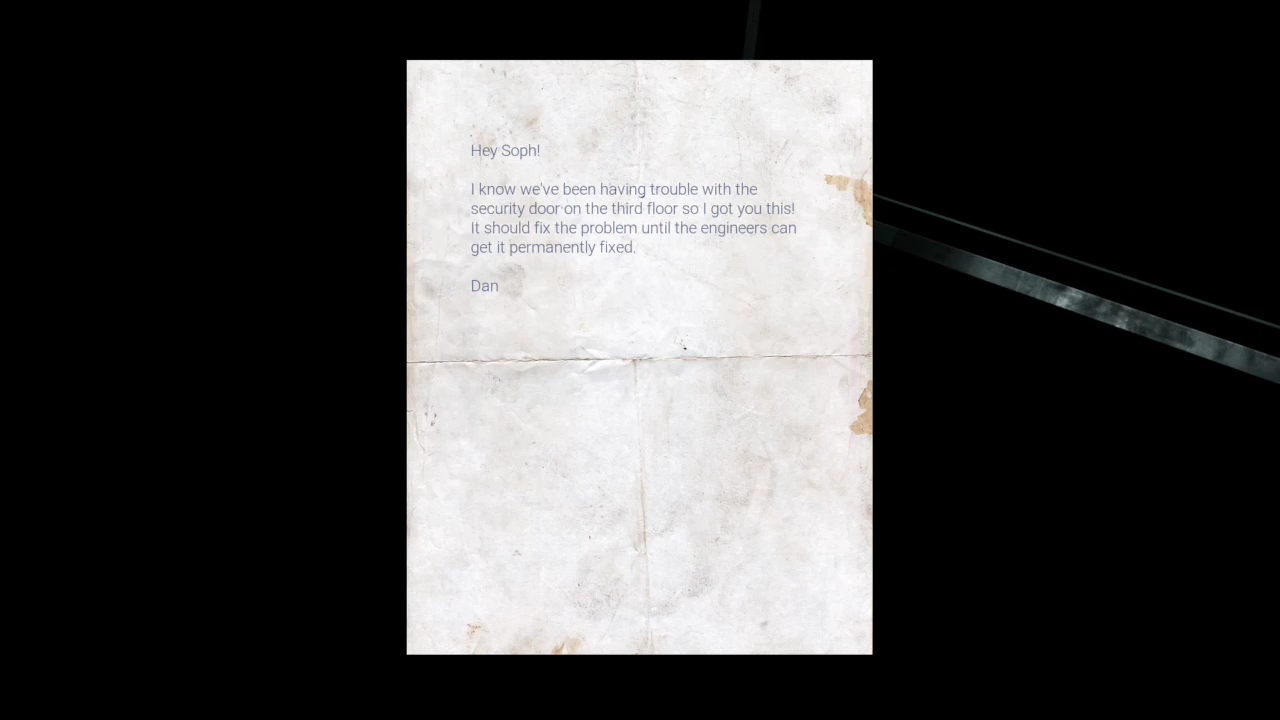 Hey Soph!
I know we've been having trouble with the
security door on the third floor so I got you this!
It should fix the problem until the engineers can
get it permanently fixed.
Dan